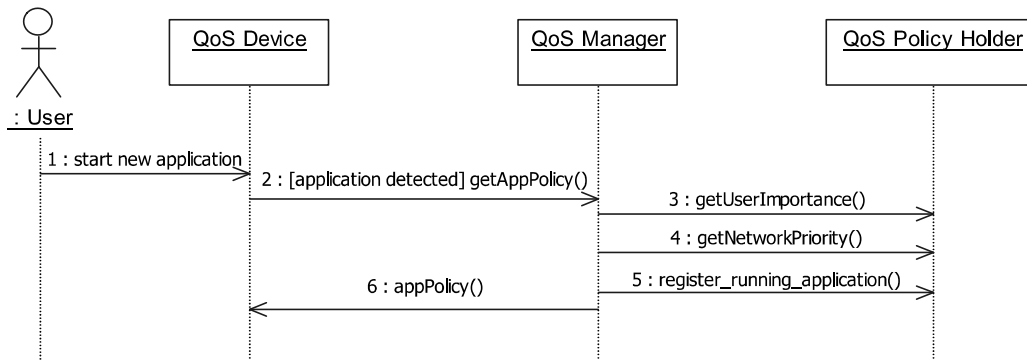 QoS Device
QoS Manager
QoS Policy Holder
: User
1 : start new application
2 : [application detected] getAppPolicy()
3 : getUserImportance()
4 : getNetworkPriority()
5 : register_running_application()
6 : appPolicy()